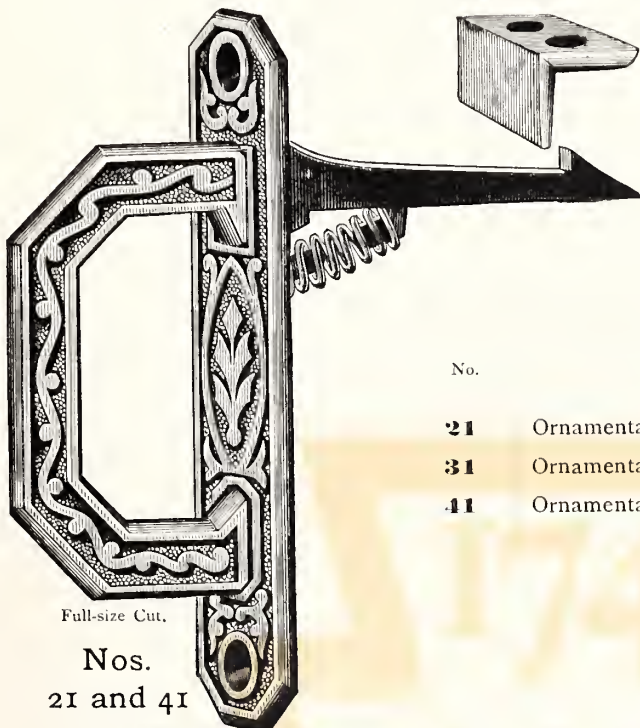 No.
21 Ornamenta
31 Ornamenta
41 Ornamenta
Full-size Cut.
Nos.
21 and 41